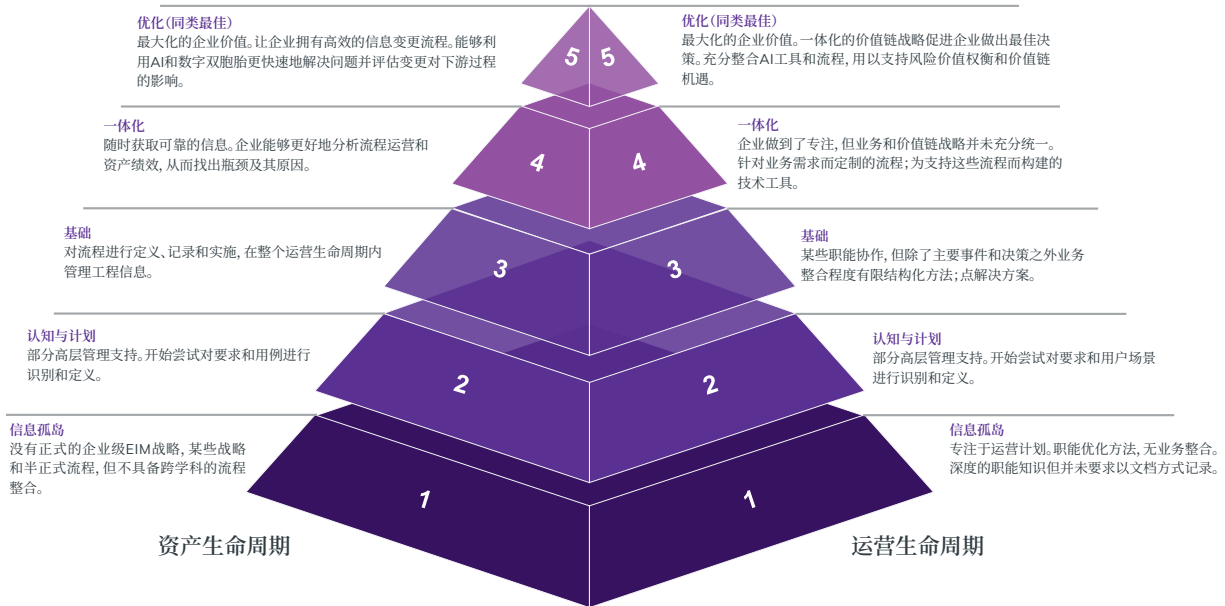 优化（同类最佳）
最大化的企业价值。让企业拥有高效的信息变更流程。能够利
用AI和数字双胞胎更快速地解决问题并评估变更对下游过程
的影响。
优化（同类最佳）
最大化的企业价值。一体化的价值链战略促进企业做出最佳决
策。充分整合AI工具和流程，用以支持风险价值权衡和价值链
机遇。
5
5
一体化
随时获取可靠的信息。企业能够更好地分析流程运营和
资产绩效，从而找出瓶颈及其原因。
一体化
企业做到了专注，但业务和价值链战略并未充分统一。
针对业务需求而定制的流程；为支持这些流程而构建的
技术工具。
4
4
基础
对流程进行定义、记录和实施，在整个运营生命周期内
管理工程信息。
基础
某些职能协作，但除了主要事件和决策之外业务
整合程度有限结构化方法；点解决方案。
3
3
认知与计划
部分高层管理支持。开始尝试对要求和用例进行
识别和定义。
认知与计划
部分高层管理支持。开始尝试对要求和用户场景
进行识别和定义。
2
2
信息孤岛
没有正式的企业级EIM战略，某些战略
和半正式流程，但不具备跨学科的流程
整合。
信息孤岛
专注于运营计划。职能优化方法，无业务整合。
深度的职能知识但并未要求以文档方式记录。
1
1
资产生命周期
运营生命周期